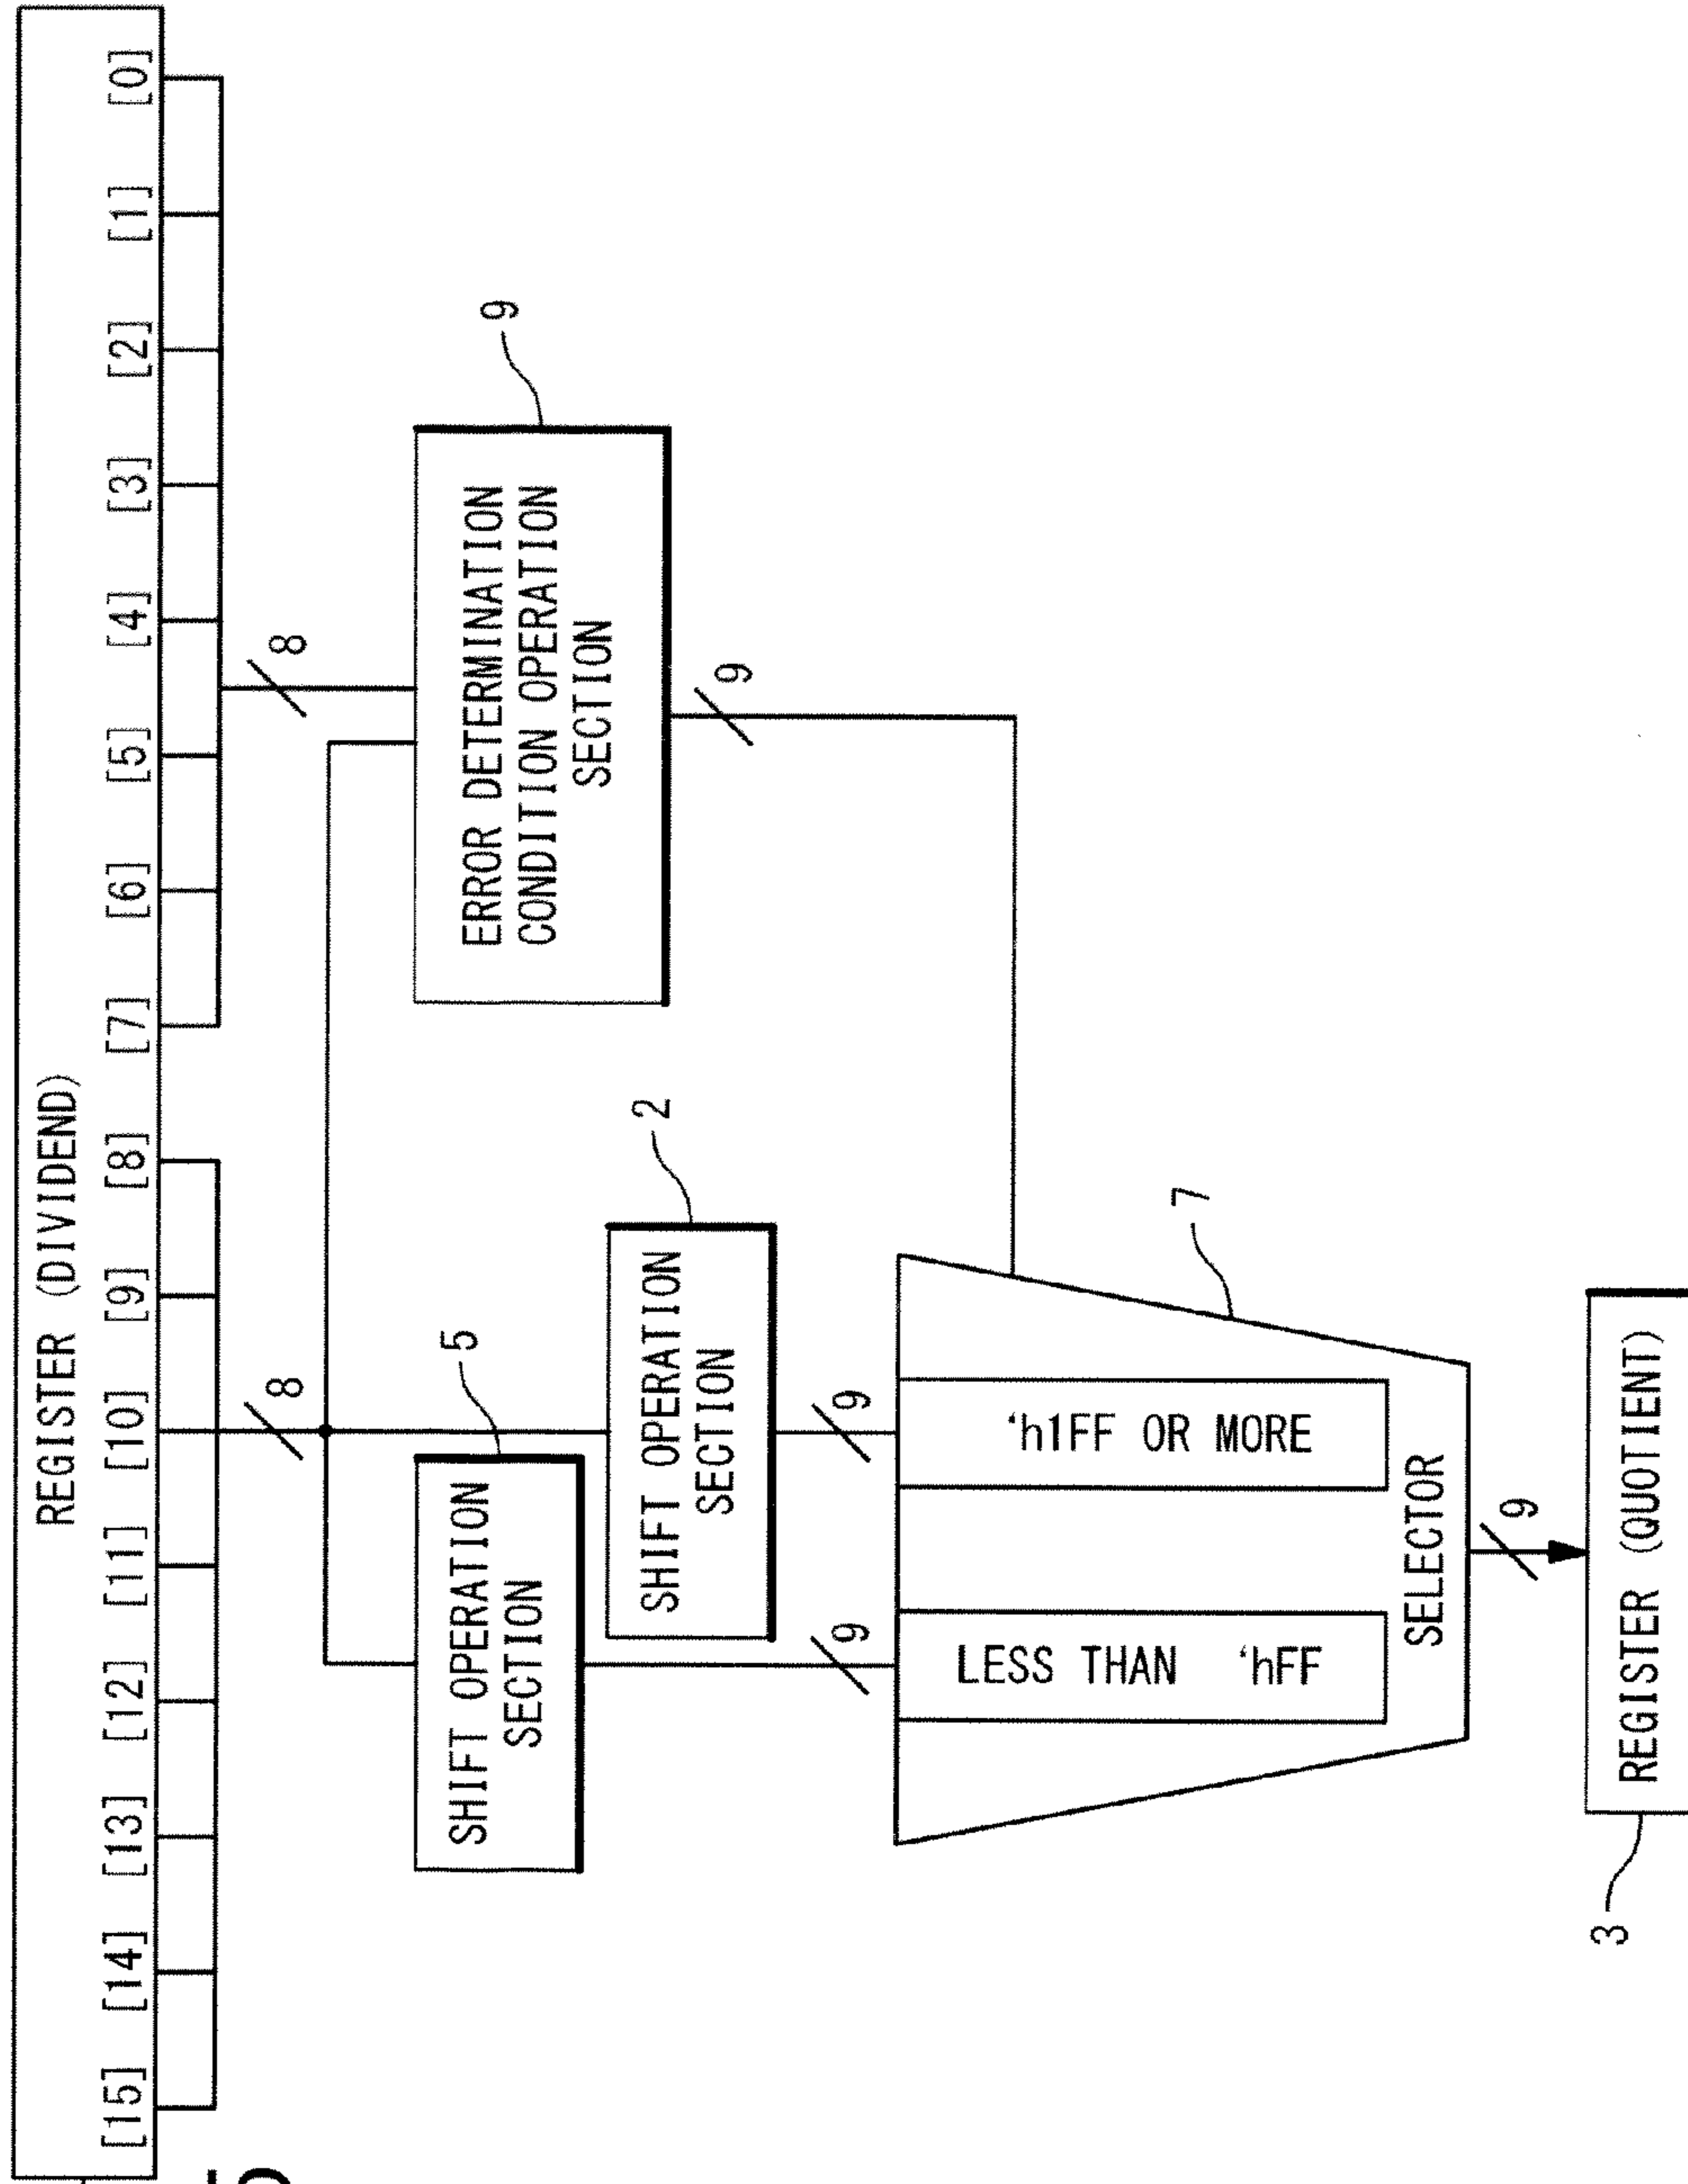 REGISTER (DIVIDEND)
[15] [14] [13] [12] [11] [10] [9] [8] [7] [6] [5] [4] [3] [2] [1] [0]
8
8
5
SHIFT OPERATION
SECTION
2
SHIFT OPERATION
SECTION
9
ERROR DETERMINATION
CONDITION OPERATION
SECTION
9
9
9
LESS THAN 'hFF
'h1FF OR MORE
7
SELECTOR
9
3
REGISTER (QUOTIENT)